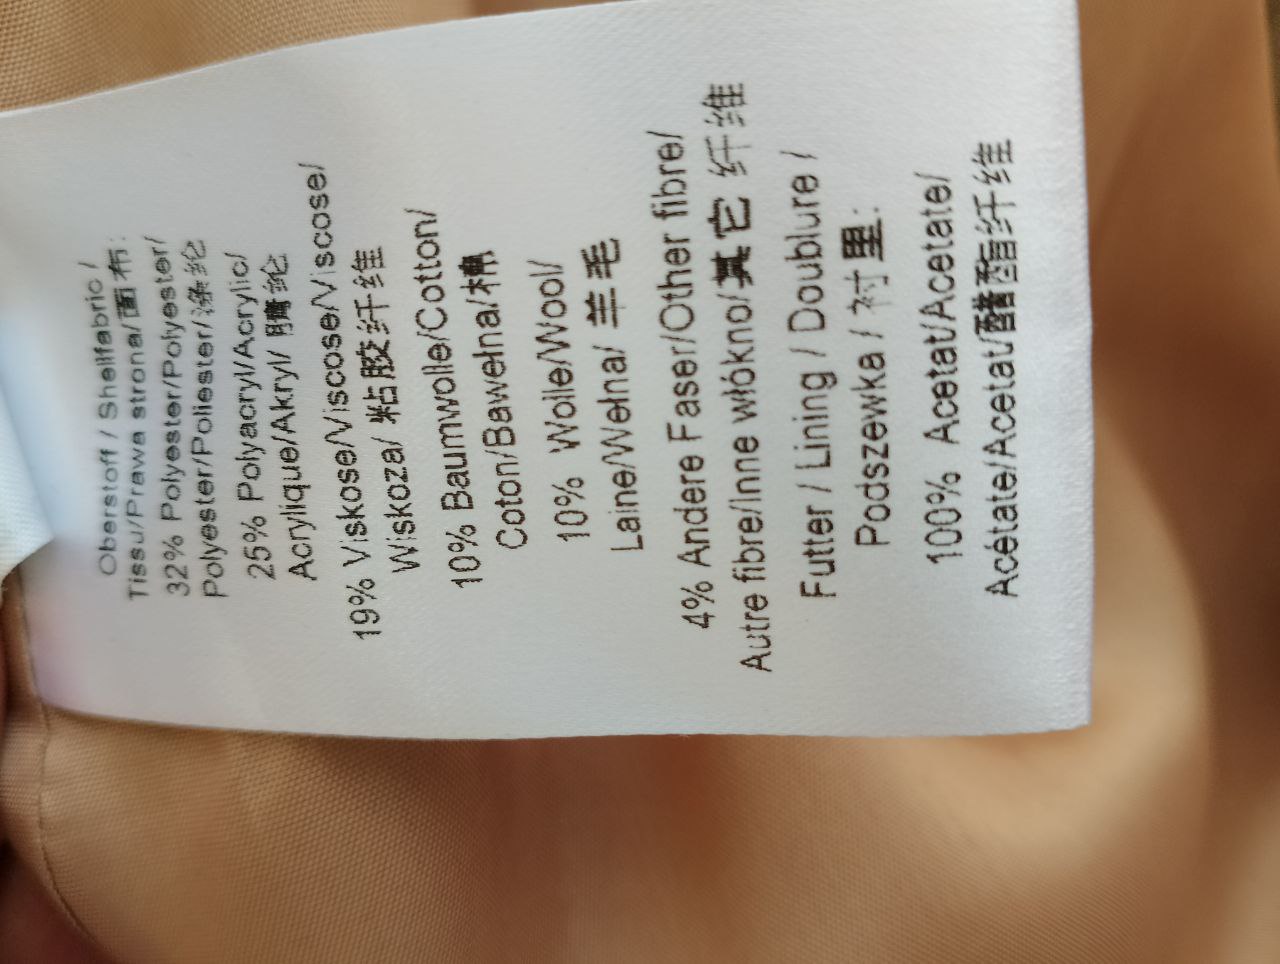 Oberstoff / Shellfabric /
Tissu/Prawa strona/面布:
32% Polyester/Polyester/
Polyester/Poliester/涤纶
25% Polyacryl/Acrylic/
Acrylique/Akryl/ 腈纶
19% Viskose/Viscose/Viscose/
Wiskoza/ 粘胶纤维
10% Baumwolle/Cotton/
Coton/Bawełna/棉
10% Wolle/Wool/
Laine/Wełna/ 羊毛
4% Andere Faser/Other fibre/
Autre fibre/Inne włókno/其它 纤维
Futter / Lining / Doublure /
Podszewka / 衬里:
100% Acetat/Acetate/
Acétate/Acetat/醋酯纤维